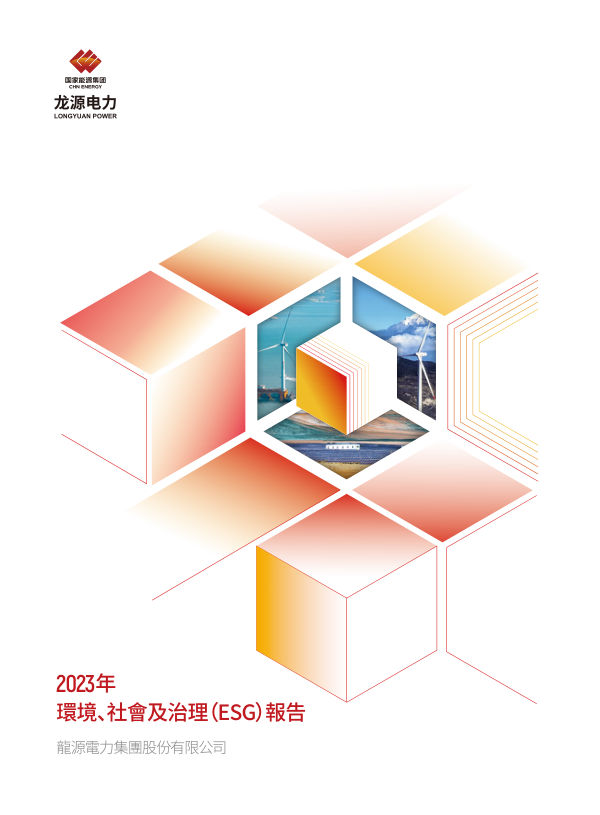 国家能源集团
CHN ENERGY
龙源电力
LONGYUAN POWER
2023年
環境、社會及治理(ESG)報告
龍源電力集團股份有限公司